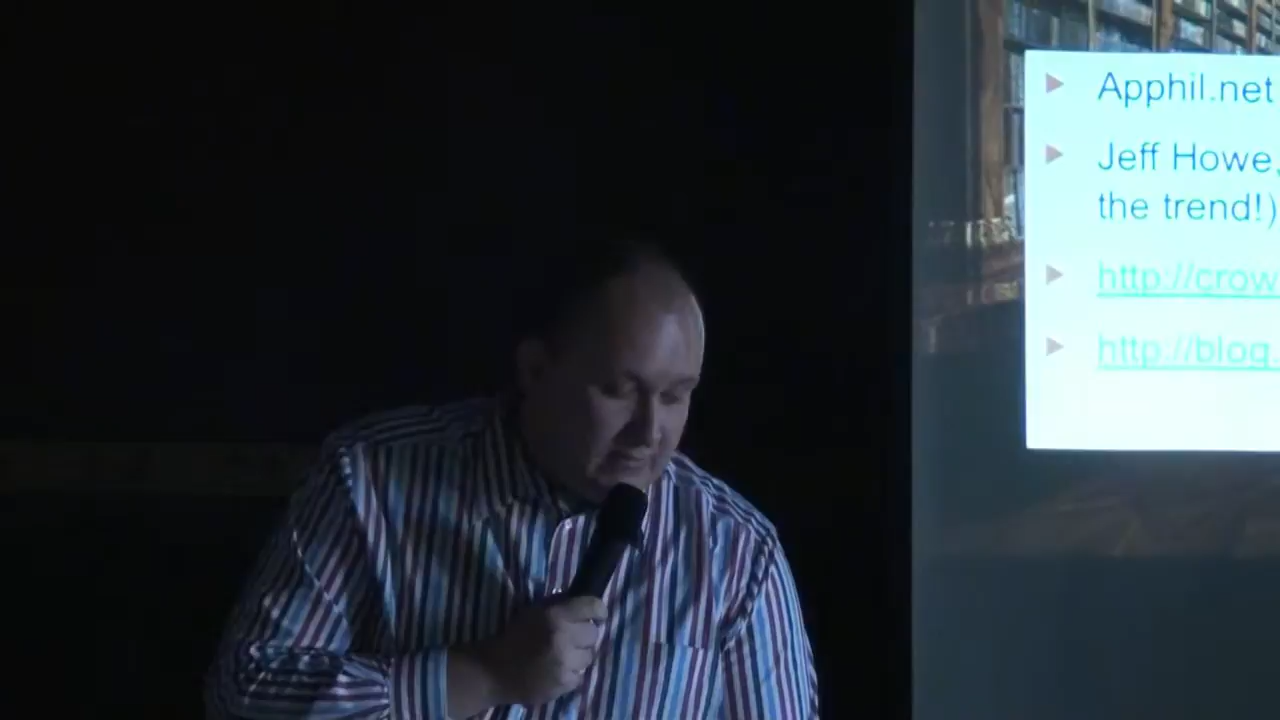 Apphil.net
Jeff Howe,
the trend!)
http://crow
http://blog.